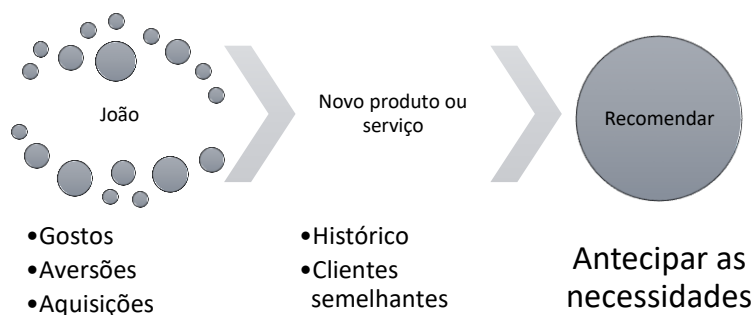 João
Novo produto ou
serviço
Recomendar
•Gostos
•Aversões
•Aquisições
•Histórico
•Clientes
semelhantes
Antecipar as
necessidades